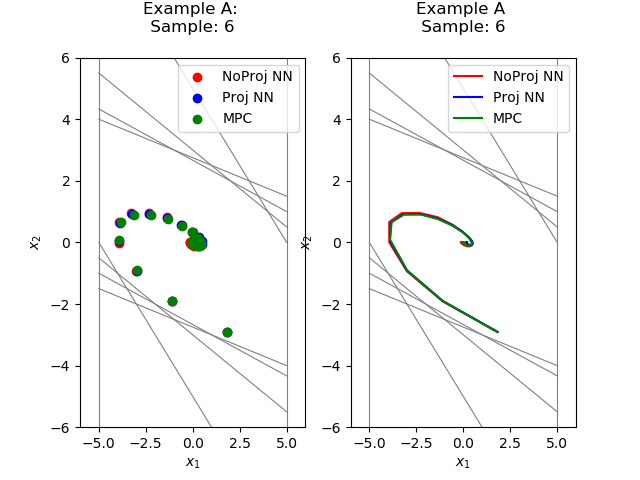 Example A:
Sample: 6
NoProj NN
Proj NN
MPC
6
4
2
0
−2
−4
−6
x2
−5.0
−2.5
0.0
2.5
5.0
x1
Example A
Sample: 6
NoProj NN
Proj NN
MPC
6
4
2
0
−2
−4
−6
x2
−5.0
−2.5
0.0
2.5
5.0
x1